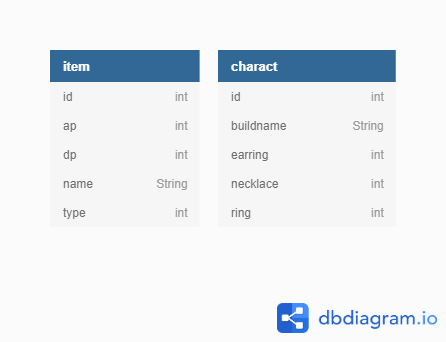 item
id int
ap int
dp int
name String
type int
charact
id int
buildname String
earring int
necklace int
ring int
dbdiagram.io